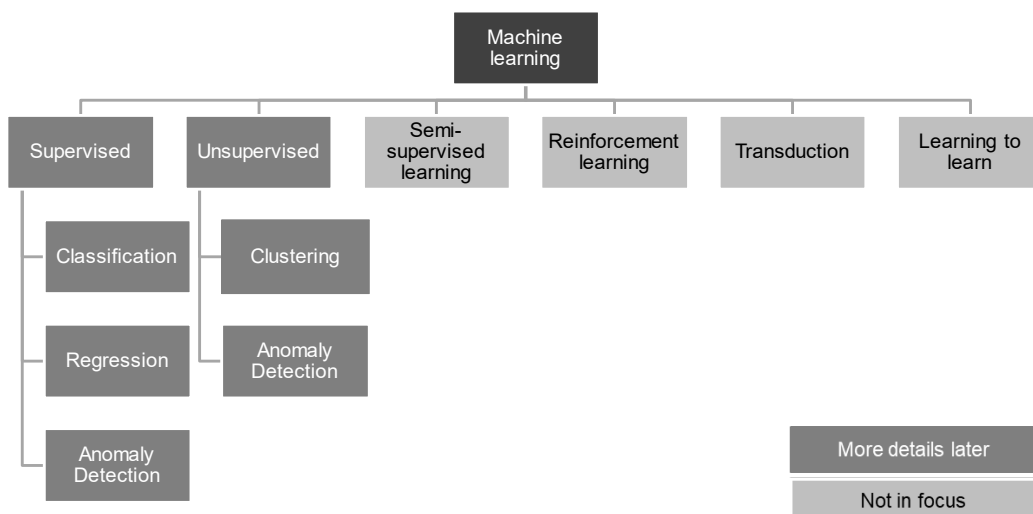 Machine
learning
Supervised
Unsupervised
Semi-
supervised
learning
Reinforcement
learning
Transduction
Learning to
learn
Classification
Clustering
Regression
Anomaly
Detection
Anomaly
Detection
More details later
Not in focus